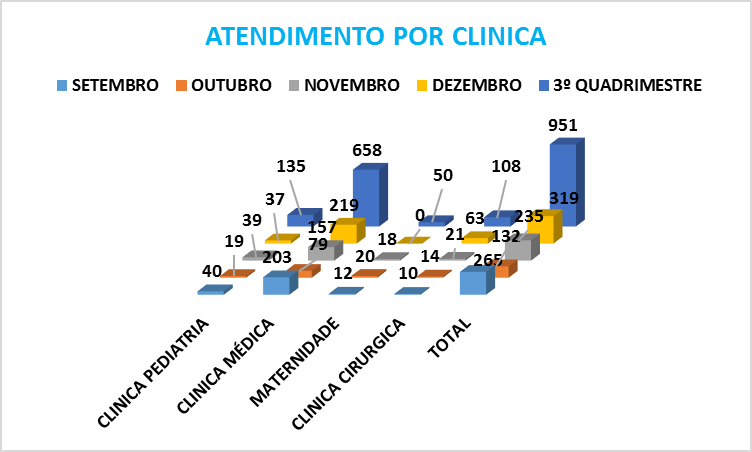 ATENDIMENTO POR CLINICA
SETEMBRO OUTUBRO NOVEMBRO DEZEMBRO 3º QUADRIMESTRE
951
658
135 50 108
37 219 0 63 319
39 157 18 235
19 79 20 21 132
40 203 12 14 265
10
CLINICA PEDIATRIA
CLINICA MÉDICA
MATERNIDADE
CLINICA CIRURGICA
TOTAL